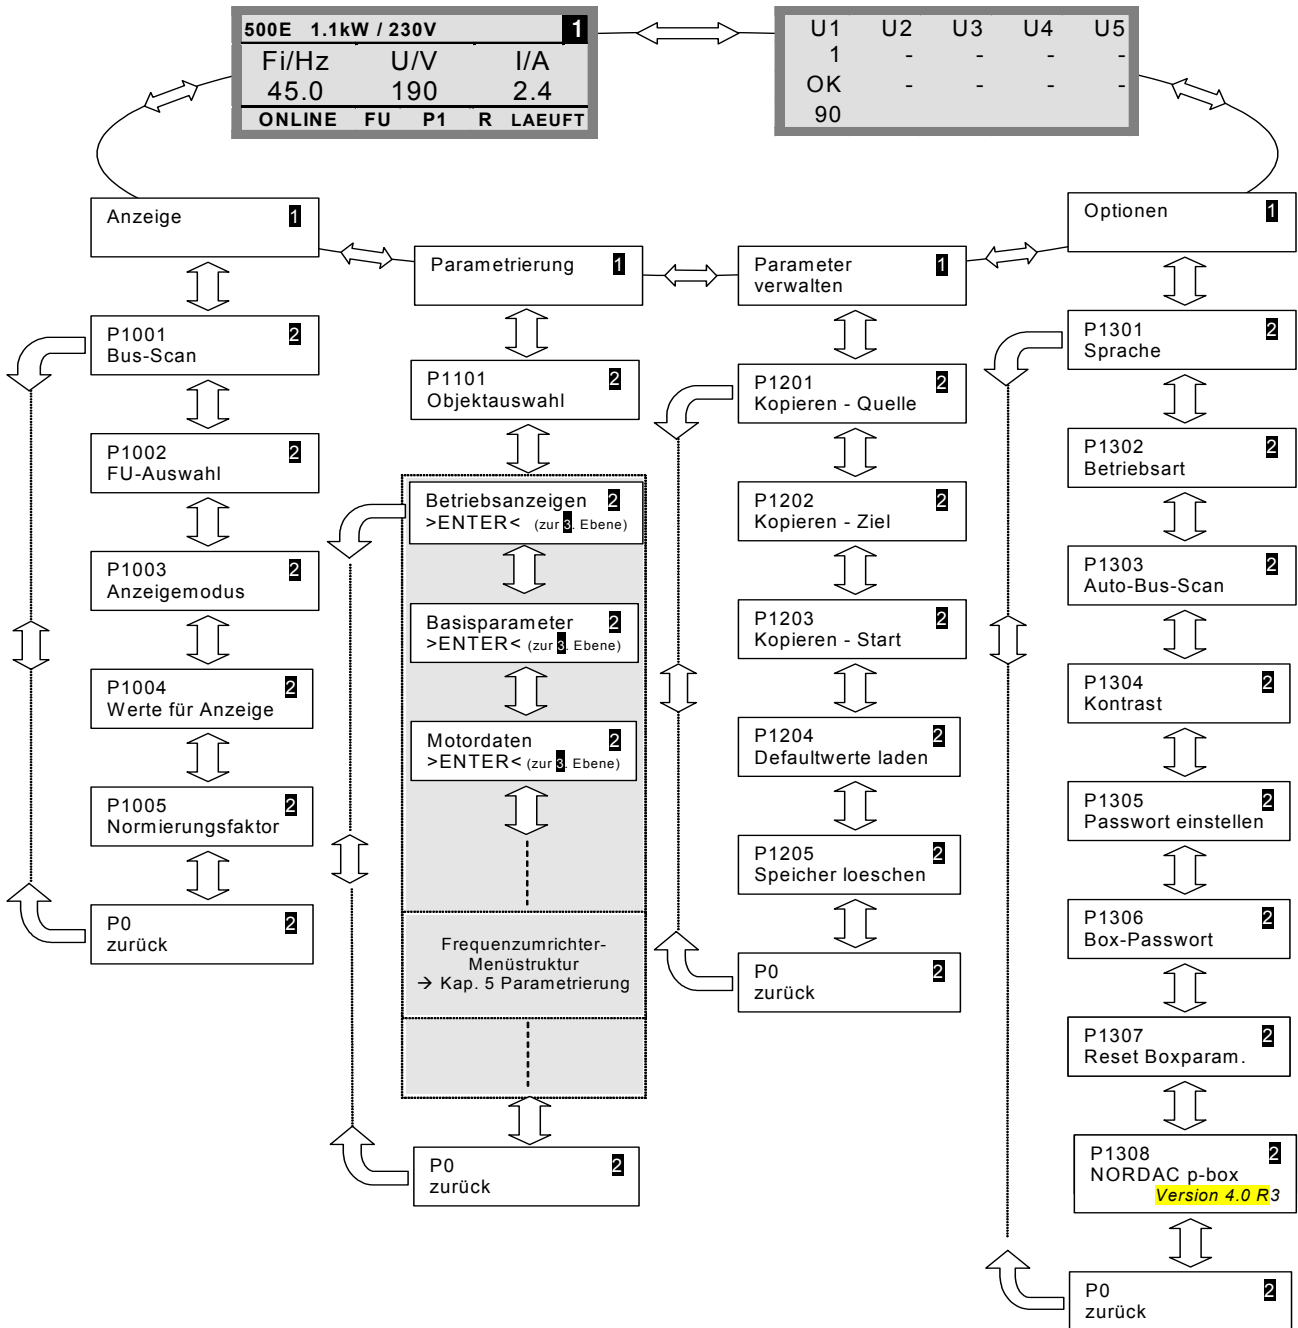 500E 1.1kW / 230V 1
Fi/Hz U/V I/A
45.0 190 2.4
ONLINE FU P1 R LAEUFT
U1 U2 U3 U4 U5
1 - - - -
OK - - - -
90
Anzeige 1
P1001 2
Bus-Scan
P1002 2
FU-Auswahl
P1003 2
Anzeigemodus
P1004 2
Werte für Anzeige
P1005 2
Normierungsfaktor
P0 2
zurück
Parametrierung 1
P1101 2
Objektauswahl
Betriebsanzeigen 2
>ENTER< (zur 3. Ebene)
Basisparameter 2
>ENTER< (zur 3. Ebene)
Motordaten 2
>ENTER< (zur 3. Ebene)
Frequenzumrichter-
Menüstruktur
→ Kap. 5 Parametrierung
P0 2
zurück
Parameter 1
verwalten
P1201 2
Kopieren - Quelle
P1202 2
Kopieren - Ziel
P1203 2
Kopieren - Start
P1204 2
Defaultwerte laden
P1205 2
Speicher loeschen
P0 2
zurück
Optionen 1
P1301 2
Sprache
P1302 2
Betriebsart
P1303 2
Auto-Bus-Scan
P1304 2
Kontrast
P1305 2
Passwort einstellen
P1306 2
Box-Passwort
P1307 2
Reset Boxparam.
P1308 2
NORDAC p-box
Version 4.0 R3
P0 2
zurück